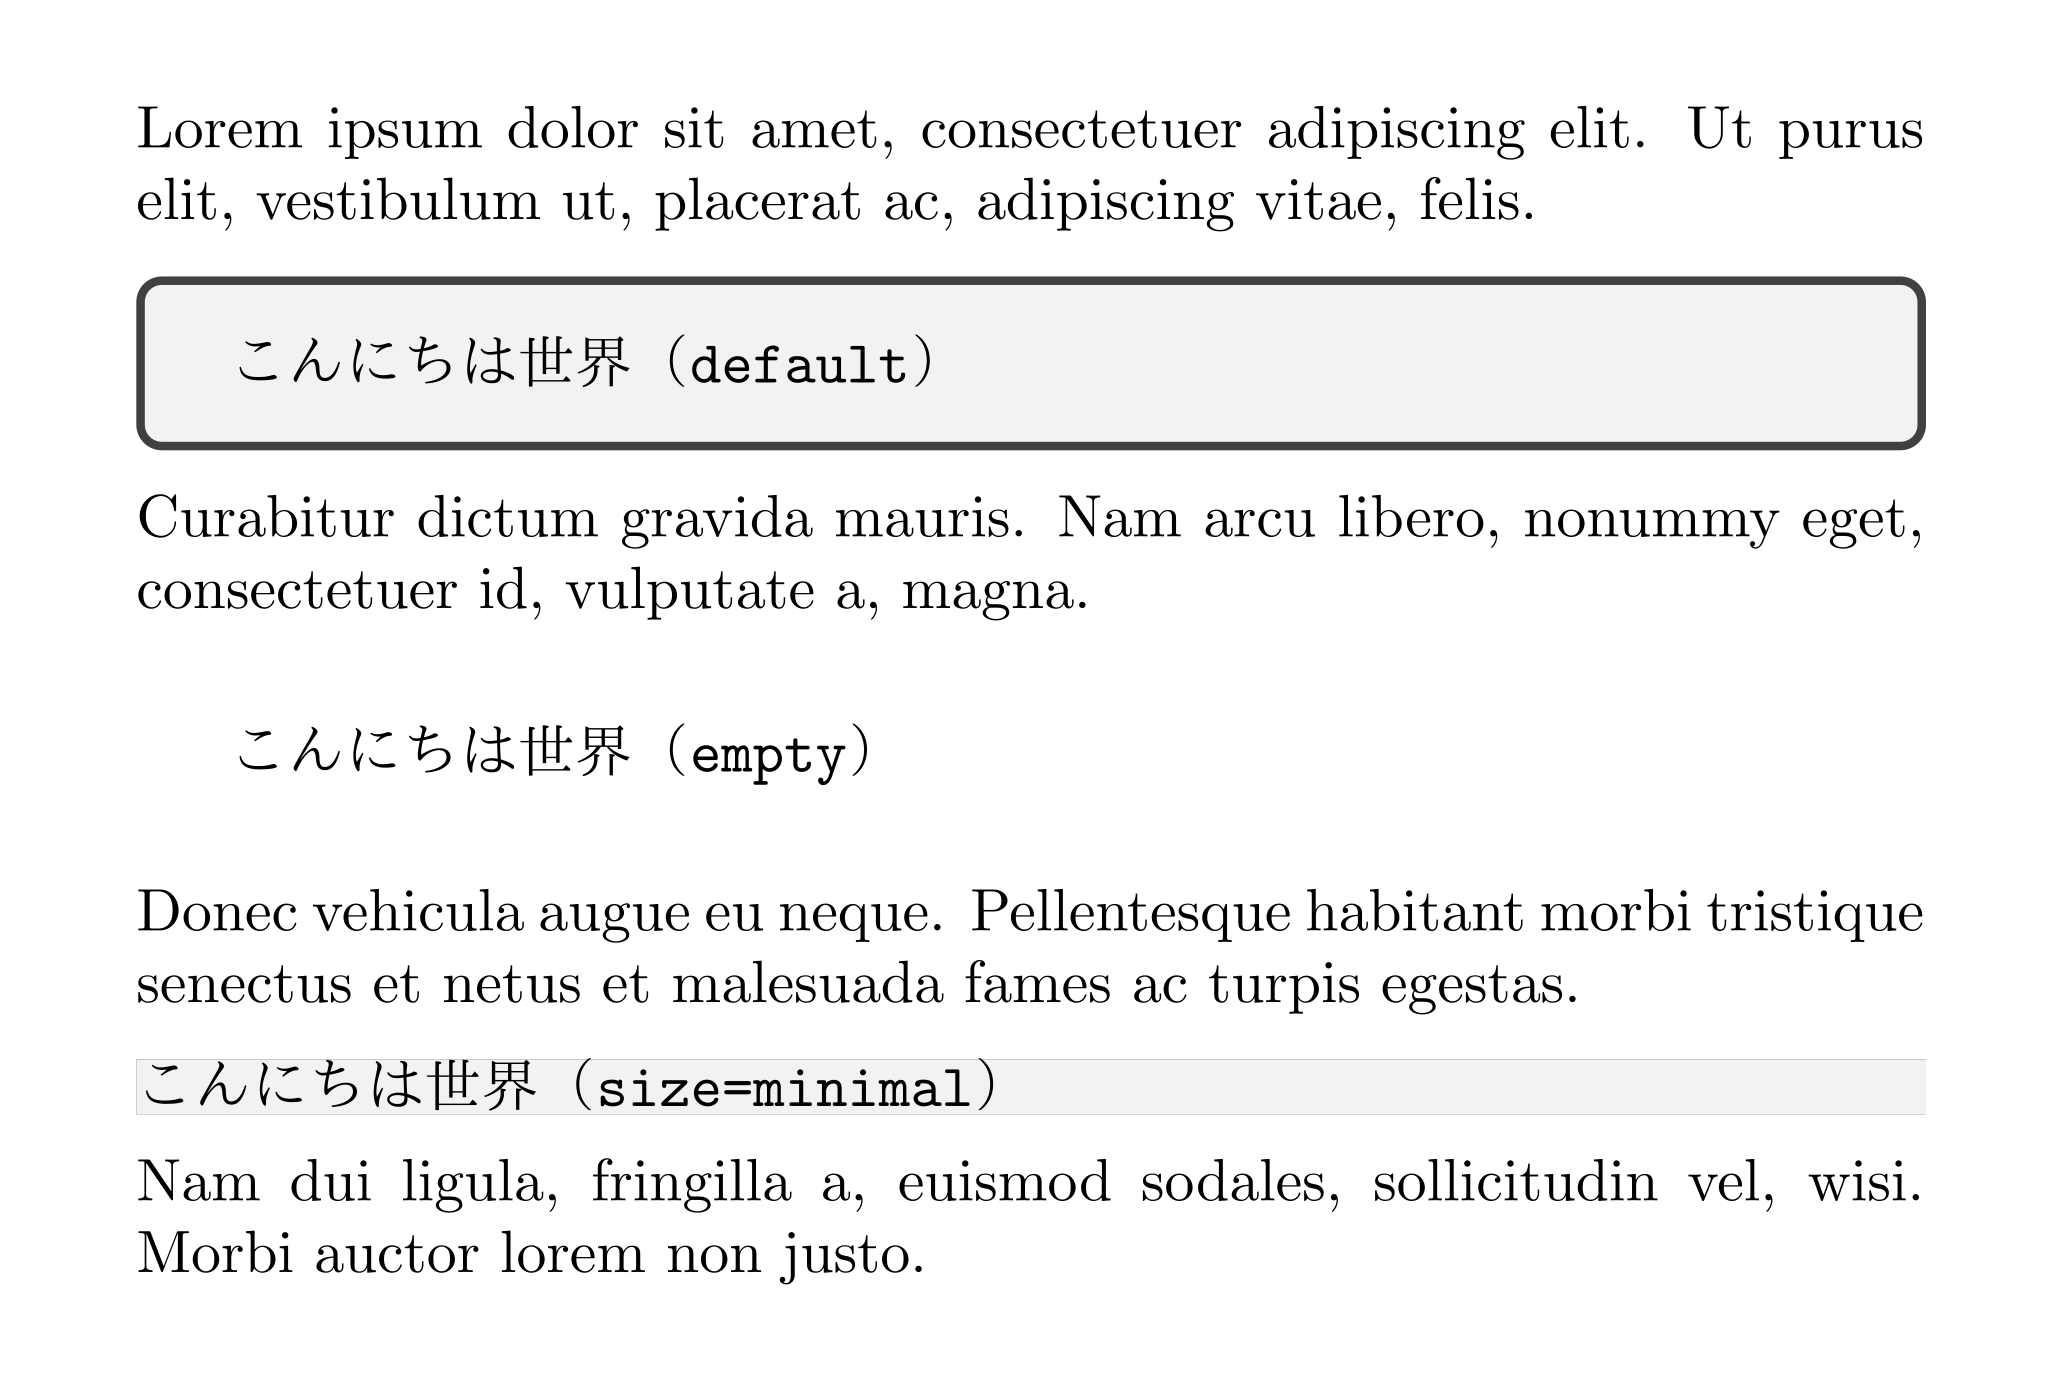 Lorem ipsum dolor sit amet, consectetuer adipiscing elit. Ut purus
elit, vestibulum ut, placerat ac, adipiscing vitae, felis.
こんにちは世界（default）
Curabitur dictum gravida mauris. Nam arcu libero, nonummy eget,
consectetuer id, vulputate a, magna.
こんにちは世界（empty）
Donec vehicula augue eu neque. Pellentesque habitant morbi tristique
senectus et netus et malesuada fames ac turpis egestas.
こんにちは世界（size=minimal）
Nam dui ligula, fringilla a, euismod sodales, sollicitudin vel, wisi.
Morbi auctor lorem non justo.